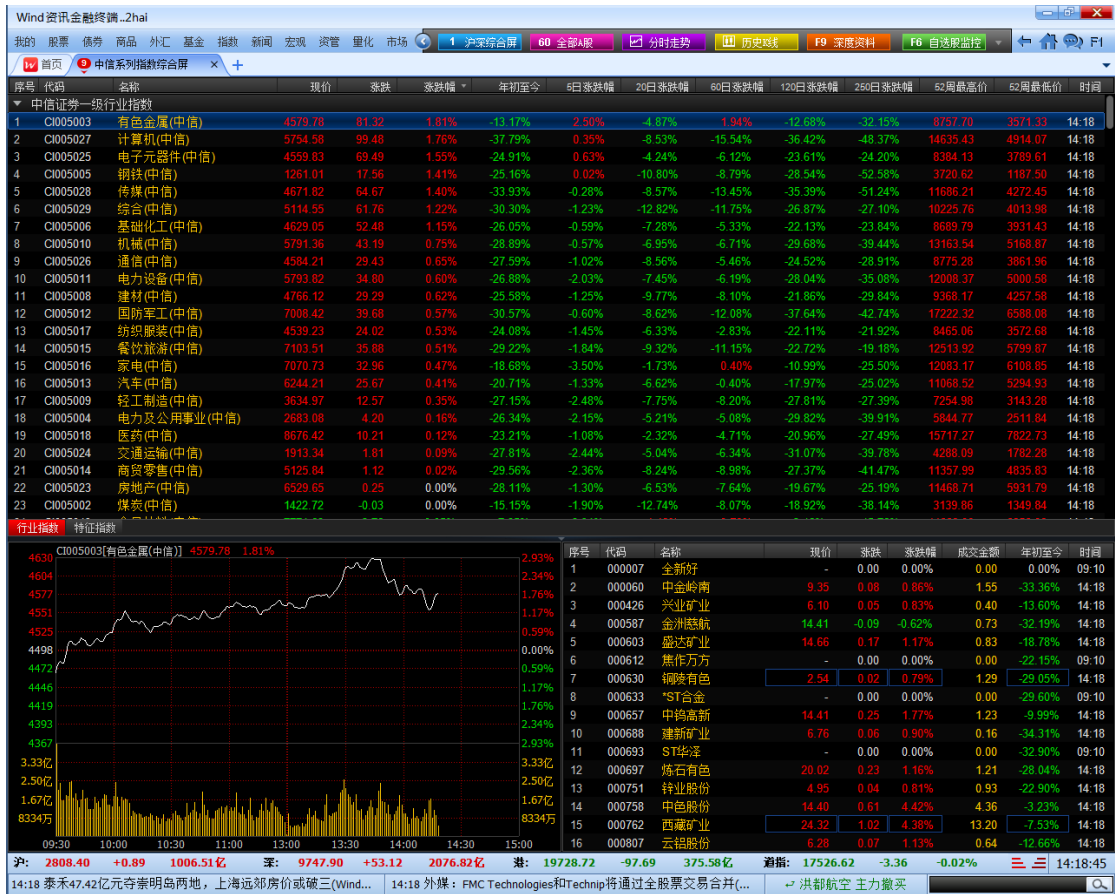 Wind资讯金融终端..2hai
我的 股票 债券 商品 外汇 基金 指数 新闻 宏观 资管 量化 市场 1 沪深综合屏 60 全部A股 分时走势 历史K线 F9 深度资料 F6 自选股监控 F1
首页 9 中信系列指数综合屏 × +
序号 代码 名称 现价 涨跌 涨跌幅 年初至今 5日涨跌幅 20日涨跌幅 60日涨跌幅 120日涨跌幅 250日涨跌幅 52周最高价 52周最低价 时间
中信证券一级行业指数
1 CI005003 有色金属(中信) 4579.78 81.32 1.81% -13.17% 2.50% -4.87% 1.94% -12.68% -32.15% 8757.70 3571.33 14:18
2 CI005027 计算机(中信) 5754.58 99.48 1.76% -37.79% 0.35% -8.53% -15.54% -36.42% -48.37% 14635.43 4914.07 14:18
3 CI005025 电子元器件(中信) 4559.83 69.49 1.55% -24.91% 0.63% -4.24% -6.12% -23.61% -24.20% 8384.13 3789.61 14:18
4 CI005005 钢铁(中信) 1261.01 17.56 1.41% -25.16% 0.02% -10.80% -8.79% -28.54% -52.58% 3720.62 1187.50 14:18
5 CI005028 传媒(中信) 4671.82 64.67 1.40% -33.93% -0.28% -8.57% -13.45% -35.39% -51.24% 11686.21 4272.45 14:18
6 CI005029 综合(中信) 5114.55 61.76 1.22% -30.30% -1.23% -12.82% -11.75% -26.87% -27.10% 10225.76 4013.98 14:18
7 CI005006 基础化工(中信) 4629.05 52.48 1.15% -26.05% -0.59% -7.28% -5.33% -22.13% -23.84% 8689.79 3931.43 14:18
8 CI005010 机械(中信) 5791.36 43.19 0.75% -28.89% -0.57% -6.95% -6.71% -29.68% -39.44% 13163.54 5168.87 14:18
9 CI005026 通信(中信) 4584.21 29.43 0.65% -27.59% -1.02% -8.56% -5.46% -24.52% -28.91% 8775.28 3861.96 14:18
10 CI005011 电力设备(中信) 5793.82 34.80 0.60% -26.88% -2.03% -7.45% -6.19% -28.04% -35.08% 12008.37 5000.58 14:18
11 CI005008 建材(中信) 4766.12 29.29 0.62% -25.58% -1.25% -9.77% -8.10% -21.86% -29.84% 9368.17 4257.58 14:18
12 CI005012 国防军工(中信) 7008.42 39.68 0.57% -30.57% -0.60% -8.62% -12.08% -37.64% -42.74% 17222.32 6588.08 14:18
13 CI005017 纺织服装(中信) 4539.23 24.02 0.53% -24.08% -1.45% -6.33% -2.83% -22.11% -21.92% 8465.06 3572.68 14:18
14 CI005015 餐饮旅游(中信) 7103.51 35.88 0.51% -29.22% -1.84% -9.32% -11.15% -22.72% -19.18% 12513.92 5799.87 14:18
15 CI005016 家电(中信) 7070.73 32.96 0.47% -18.68% -3.50% -1.73% 0.40% -10.99% -25.50% 12083.17 6108.85 14:18
16 CI005013 汽车(中信) 6244.21 25.67 0.41% -20.71% -1.33% -6.62% -0.40% -17.97% -25.02% 11068.52 5294.93 14:18
17 CI005009 轻工制造(中信) 3634.97 12.57 0.35% -27.15% -2.48% -7.75% -8.20% -27.81% -27.39% 7254.98 3143.28 14:18
18 CI005004 电力及公用事业(中信) 2683.08 4.20 0.16% -26.34% -2.15% -5.21% -5.08% -29.82% -39.91% 5844.77 2511.84 14:18
19 CI005018 医药(中信) 8676.42 10.21 0.12% -23.21% -1.08% -2.32% -4.71% -20.96% -27.49% 15717.27 7822.73 14:18
20 CI005024 交通运输(中信) 1913.34 1.81 0.09% -27.81% -2.44% -5.04% -6.34% -31.07% -39.78% 4288.09 1782.28 14:18
21 CI005014 商贸零售(中信) 5125.84 1.12 0.02% -29.56% -2.36% -8.24% -8.98% -27.37% -41.47% 11357.99 4835.83 14:18
22 CI005023 房地产(中信) 6529.65 0.25 0.00% -28.11% -1.30% -6.53% -7.64% -19.67% -25.19% 11468.71 5931.79 14:18
23 CI005002 煤炭(中信) 1422.72 -0.03 0.00% -15.15% -1.90% -12.74% -8.07% -18.92% -38.14% 3139.86 1349.84 14:18
行业指数 特征指数
CI005003[有色金属(中信)] 4579.78 1.81%
4630 2.93%
4604 2.34%
4577 1.76%
4551 1.17%
4525 0.59%
4498 0.00%
4472 0.59%
4446 1.17%
4419 1.76%
4393 2.34%
4367 2.93%
3.33亿 3.33亿
2.50亿 2.50亿
1.67亿 1.67亿
8334万 8334万
09:30 10:00 10:30 11:00 13:00 13:30 14:00 14:30 15:00
序号 代码 名称 现价 涨跌 涨跌幅 成交金额 年初至今 时间
1 000007 全新好 - 0.00 0.00% 0.00 0.00% 09:10
2 000060 中金岭南 9.35 0.08 0.86% 1.55 -33.36% 14:18
3 000426 兴业矿业 6.10 0.05 0.83% 0.40 -13.60% 14:18
4 000587 金洲慈航 14.41 -0.09 -0.62% 0.73 -32.19% 14:18
5 000603 盛达矿业 14.66 0.17 1.17% 0.83 -18.78% 14:18
6 000612 焦作万方 - 0.00 0.00% 0.00 -22.15% 09:10
7 000630 铜陵有色 2.54 0.02 0.79% 1.29 -29.05% 14:18
8 000633 *ST合金 - 0.00 0.00% 0.00 -29.60% 09:10
9 000657 中钨高新 14.41 0.25 1.77% 1.23 -9.99% 14:18
10 000688 建新矿业 6.76 0.06 0.90% 0.16 -34.31% 14:18
11 000693 ST华泽 - 0.00 0.00% 0.00 -32.90% 09:10
12 000697 炼石有色 20.02 0.23 1.16% 1.21 -28.04% 14:18
13 000751 锌业股份 4.95 0.04 0.81% 0.93 -22.90% 14:18
14 000758 中色股份 14.40 0.61 4.42% 4.36 -3.23% 14:18
15 000762 西藏矿业 24.32 1.02 4.38% 13.20 -7.53% 14:18
16 000807 云铝股份 6.28 0.07 1.13% 0.64 -12.66% 14:18
沪: 2808.40 +0.89 1006.51亿 深: 9747.90 +53.12 2076.82亿 港: 19728.72 -97.69 375.58亿 道指: 17526.62 -3.36 -0.02% 14:18:45
14:18 泰禾47.42亿元夺崇明岛两地，上海远郊房价或破三(Wind... 14:18 外媒：FMC Technologies和Technip将通过全股票交易合并(... 洪都航空 主力撤买